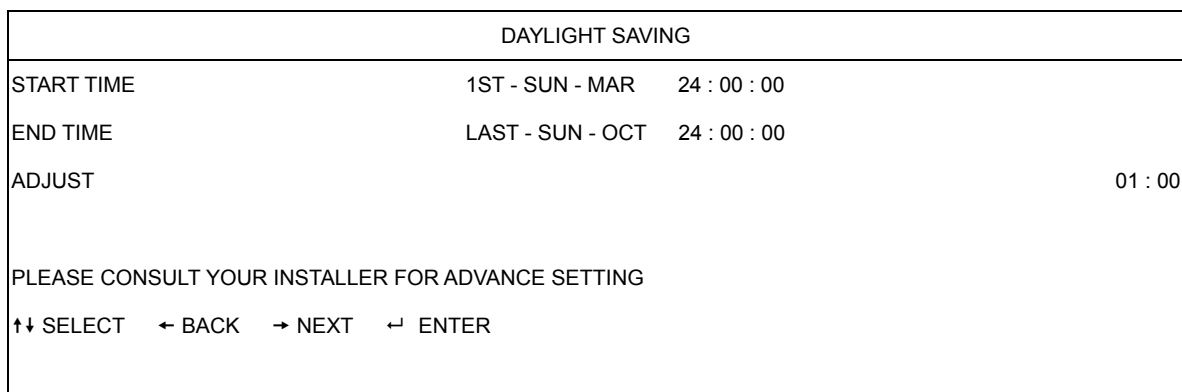 DAYLIGHT SAVING
START TIME 1ST - SUN - MAR 24 : 00 : 00
END TIME LAST - SUN - OCT 24 : 00 : 00
ADJUST 01 : 00
PLEASE CONSULT YOUR INSTALLER FOR ADVANCE SETTING
↑↓ SELECT ← BACK → NEXT ↵ ENTER